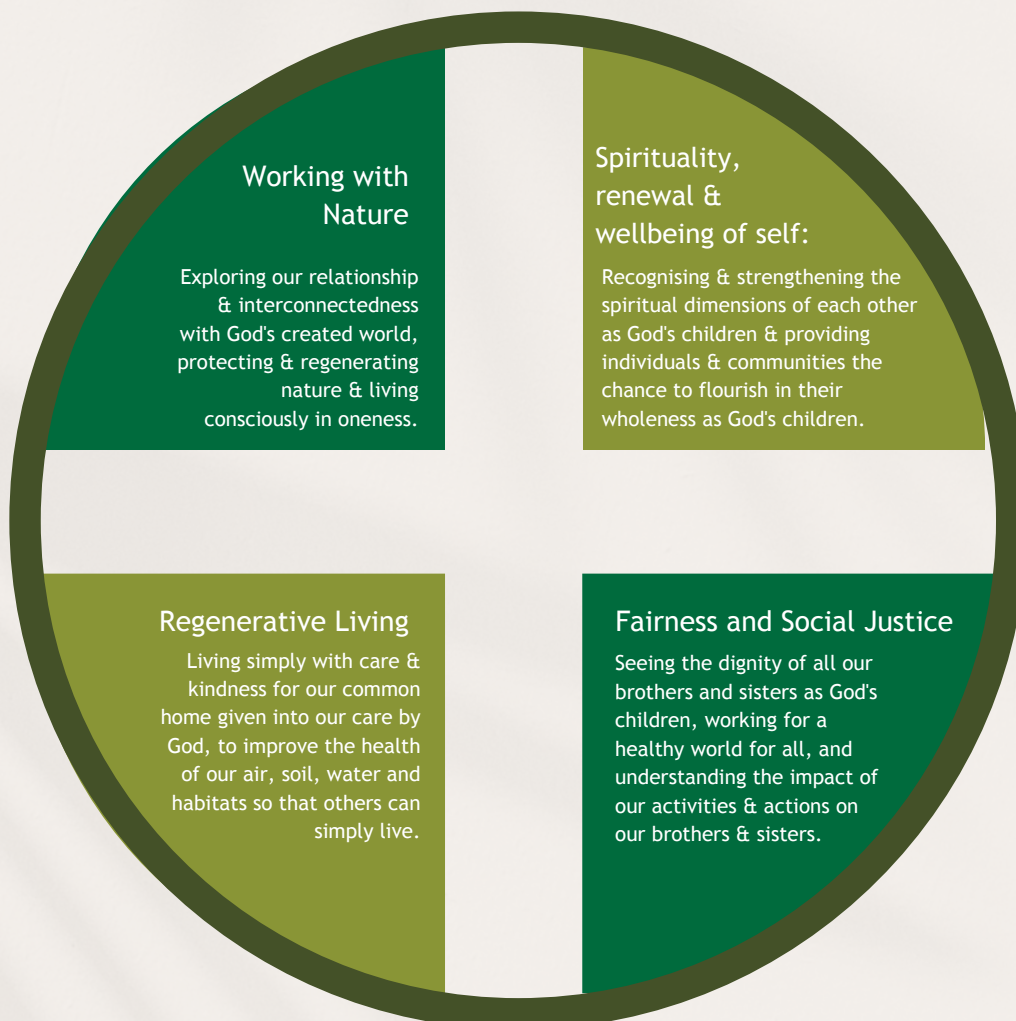 Working with
Nature
Exploring our relationship
& interconnectedness
with God's created world,
protecting & regenerating
nature & living
consciously in oneness.
Spirituality,
renewal &
wellbeing of self:
Recognising & strengthening the
spiritual dimensions of each other
as God's children & providing
individuals & communities the
chance to flourish in their
wholeness as God's children.
Regenerative Living
Living simply with care &
kindness for our common
home given into our care by
God, to improve the health
of our air, soil, water and
habitats so that others can
simply live.
Fairness and Social Justice
Seeing the dignity of all our
brothers and sisters as God's
children, working for a
healthy world for all, and
understanding the impact of
our activities & actions on
our brothers & sisters.